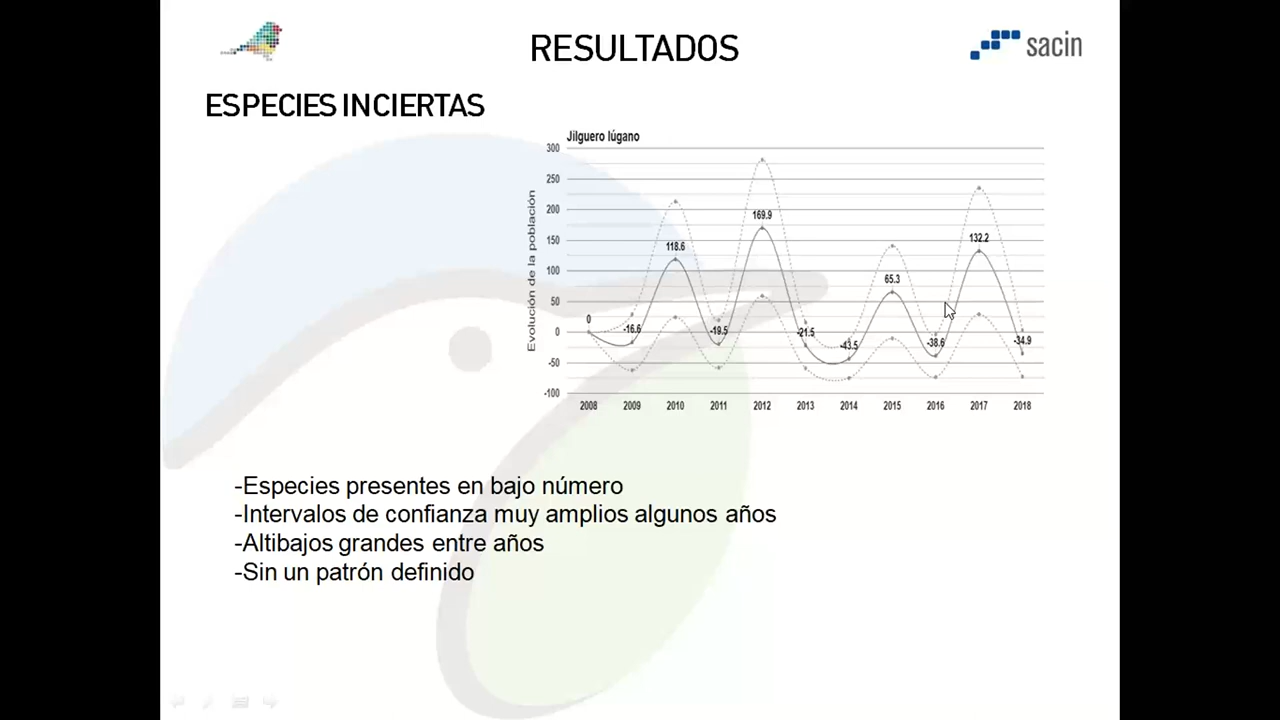 RESULTADOS
sacin
ESPECIES INCIERTAS
Jilguero lúgano
Evolución de la población
300
250
200
150
100
50
0
-50
-100
0
-16.6
118.6
-19.5
169.9
-21.5
-43.5
65.3
-38.6
132.2
-34.9
2008 2009 2010 2011 2012 2013 2014 2015 2016 2017 2018
-Especies presentes en bajo número
-Intervalos de confianza muy amplios algunos años
-Altibajos grandes entre años
-Sin un patrón definido